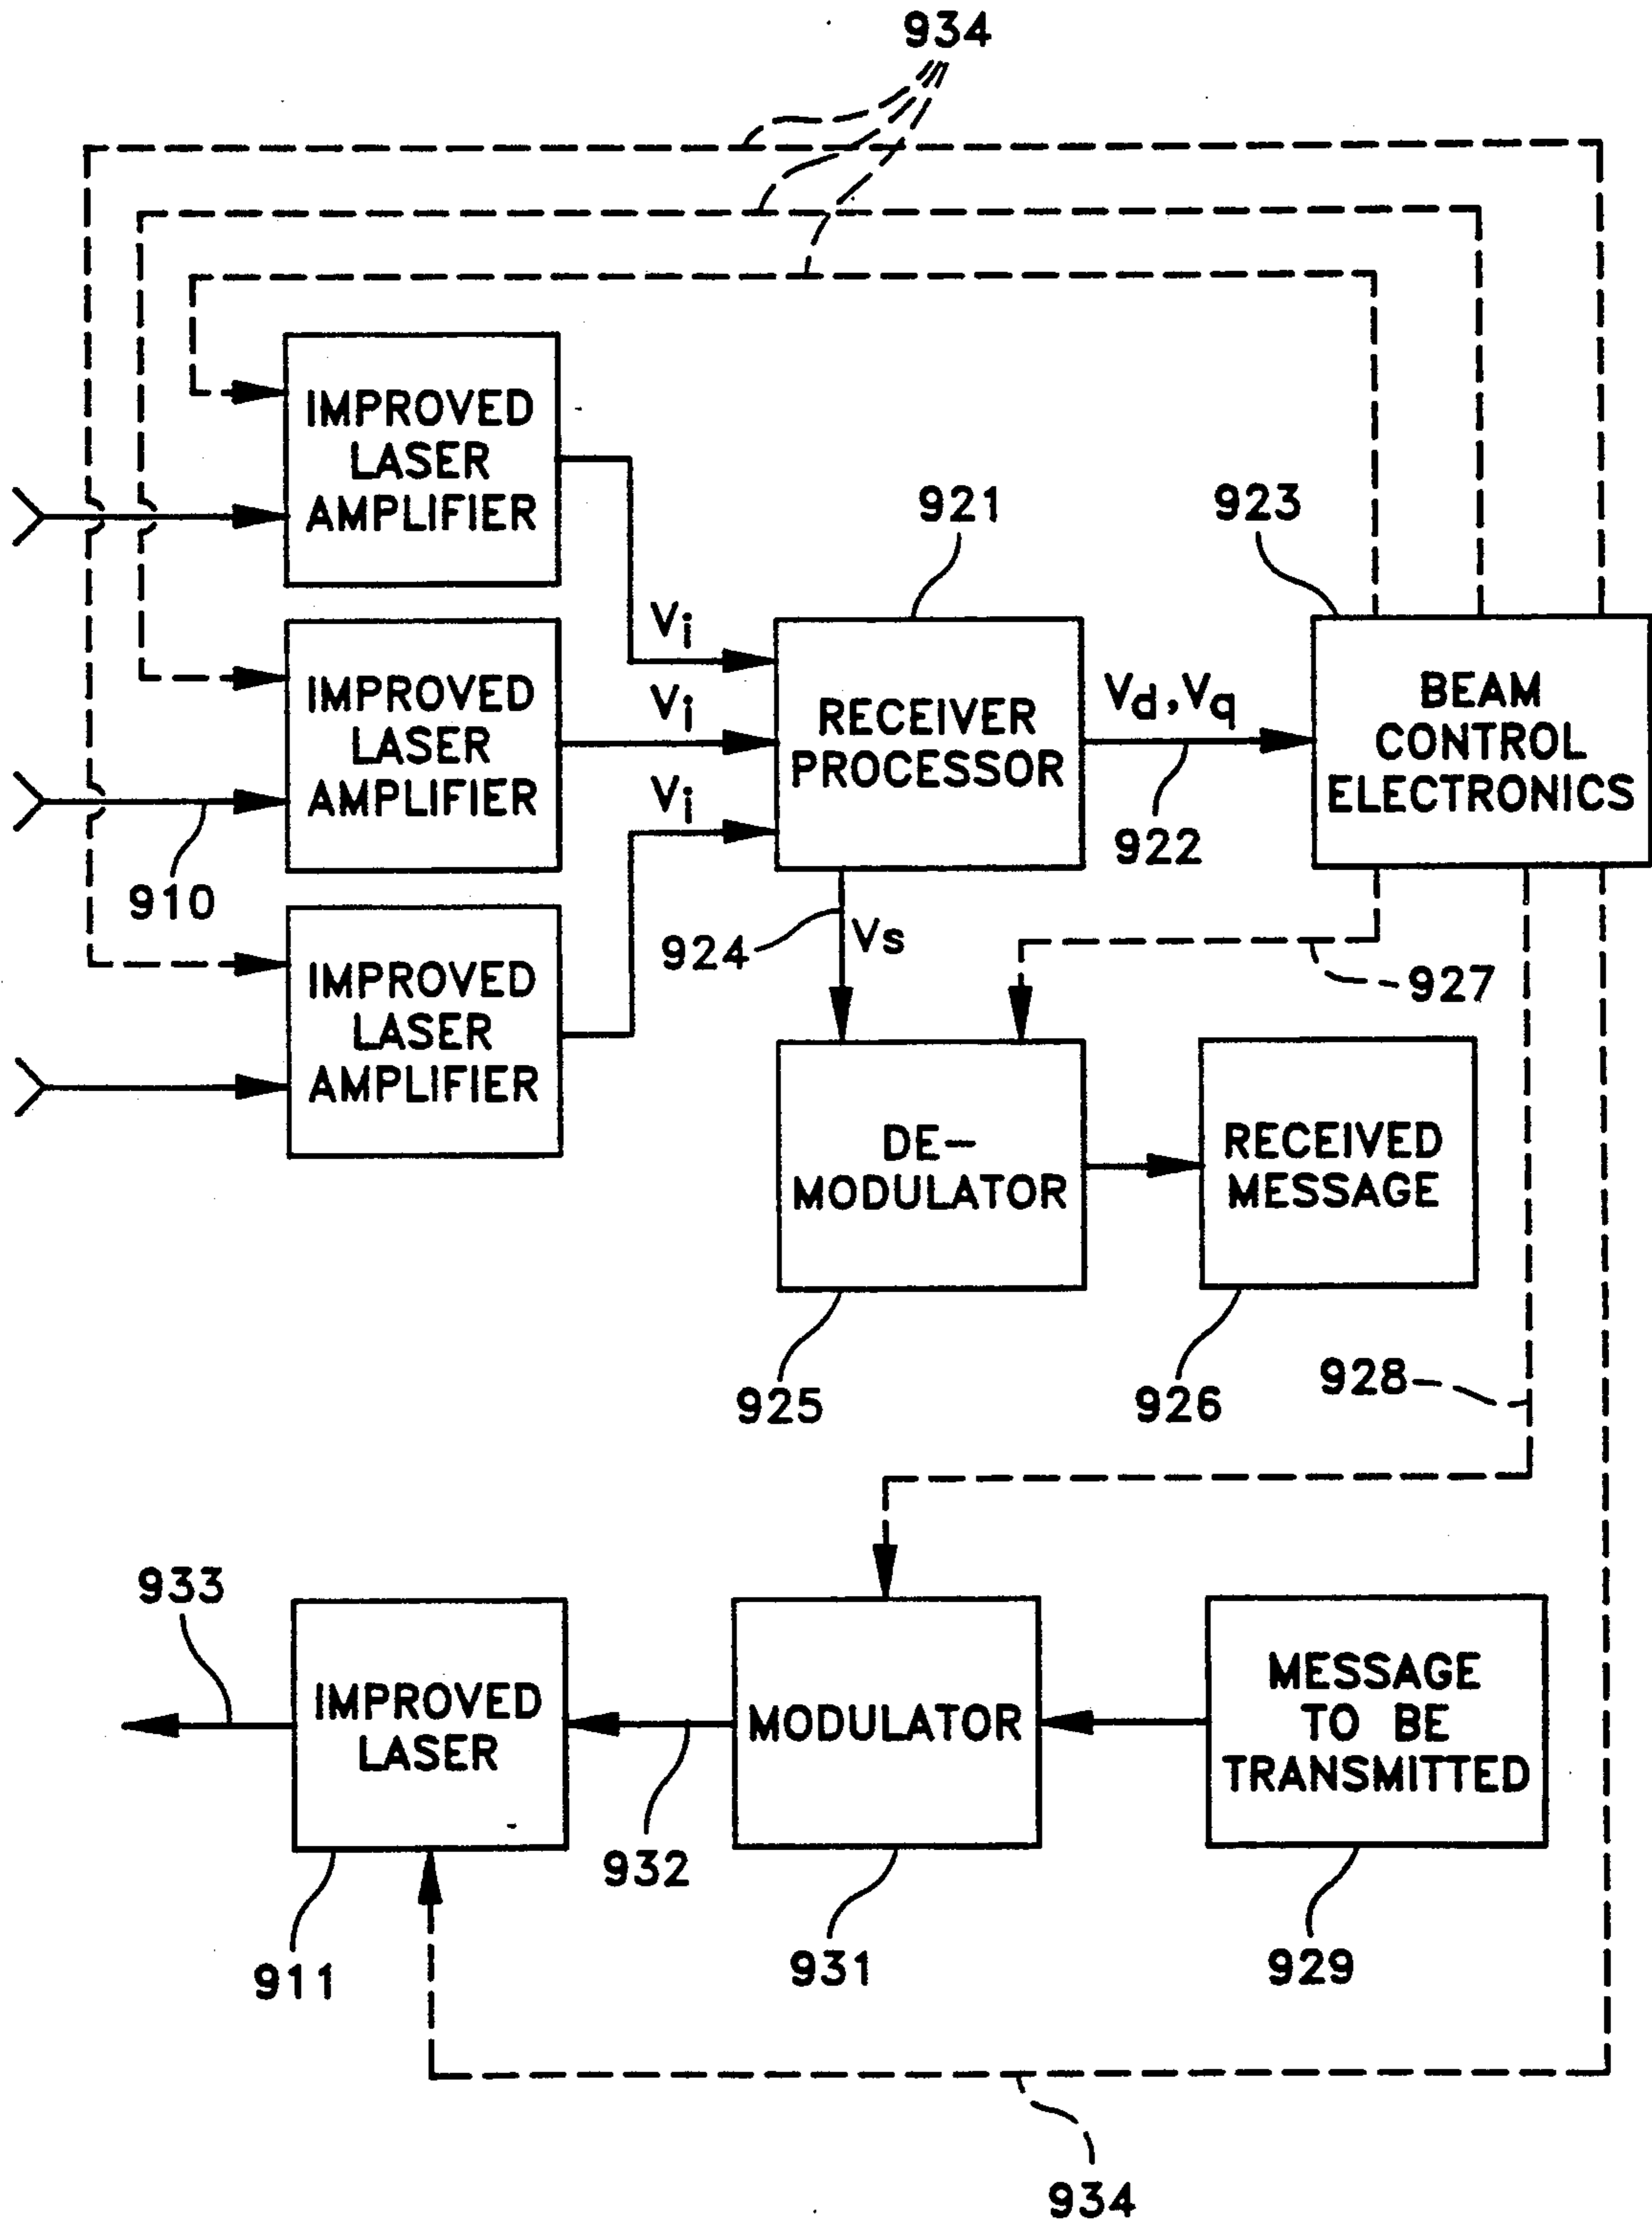 934
IMPROVED
LASER
AMPLIFIER
921
923
Vi
IMPROVED
LASER
AMPLIFIER
Vi
RECEIVER
PROCESSOR
Vd,Vq
BEAM
CONTROL
ELECTRONICS
Vi
922
910
924
Vs
927
IMPROVED
LASER
AMPLIFIER
DE-
MODULATOR
RECEIVED
MESSAGE
928
925
926
933
IMPROVED
LASER
MODULATOR
MESSAGE
TO BE
TRANSMITTED
932
911
931
929
934